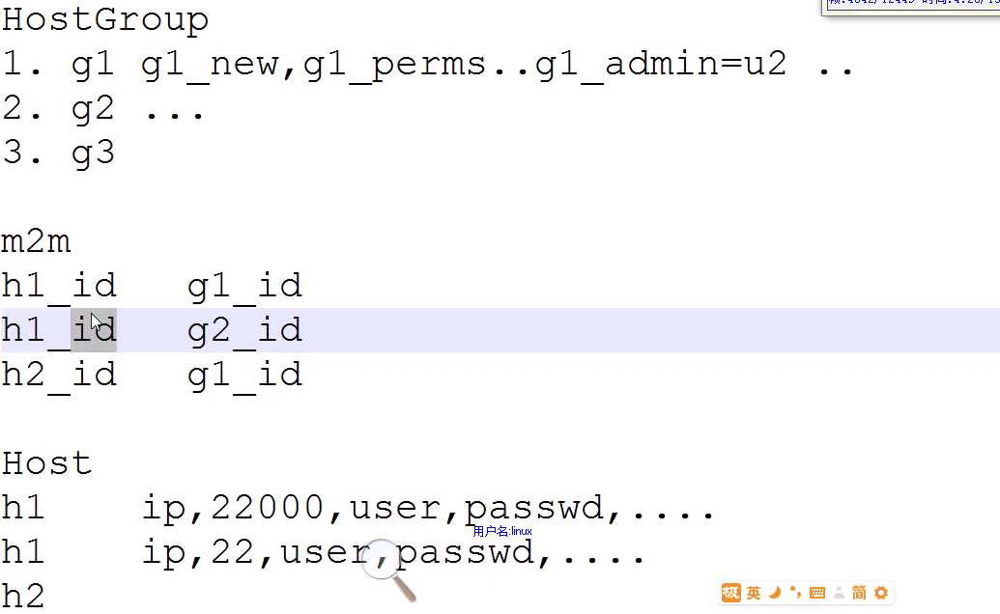 HostGroup
1. g1 g1_new,g1_perms..g1_admin=u2 ..
2. g2 ...
3. g3
m2m
h1_id g1_id
h1_id g2_id
h2_id g1_id
Host
h1 ip,22000,user,passwd,....
用户名:linux
h1 ip,22,user,passwd,....
h2
英 简